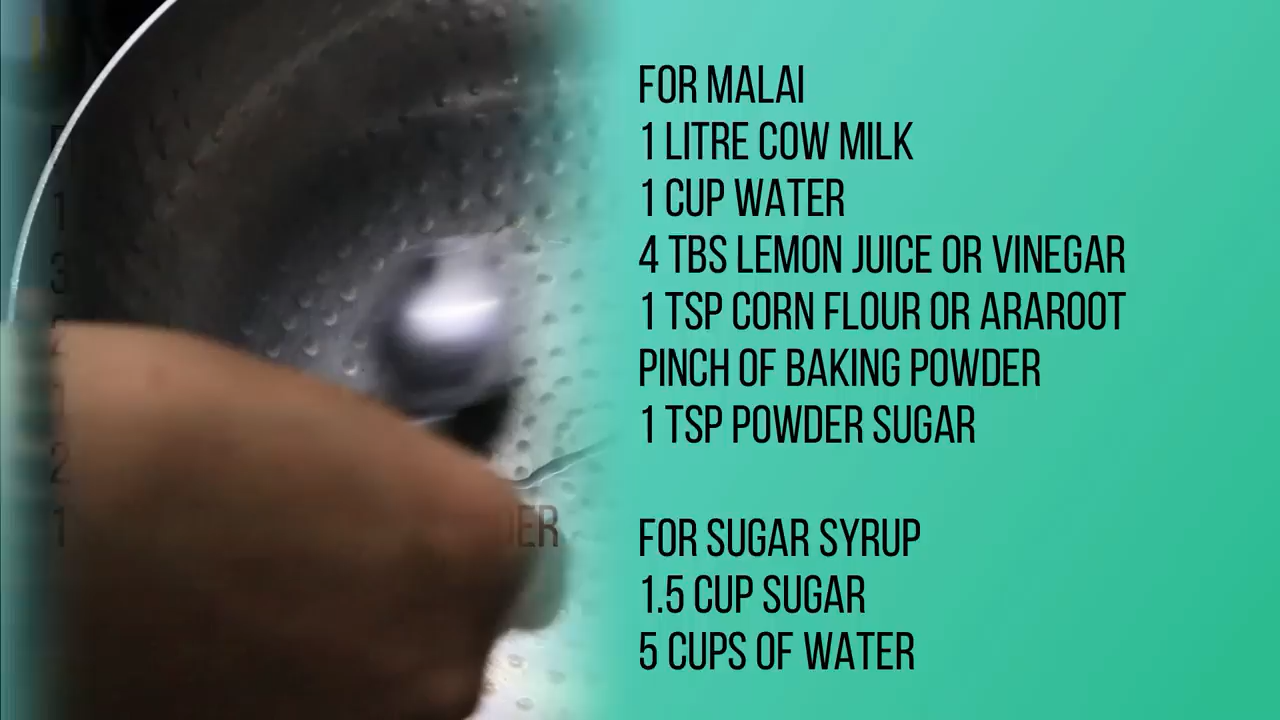 FOR MALAI
1 LITRE COW MILK
1 CUP WATER
4 TBS LEMON JUICE OR VINEGAR
1 TSP CORN FLOUR OR ARAROOT
PINCH OF BAKING POWDER
1 TSP POWDER SUGAR
FOR SUGAR SYRUP
1.5 CUP SUGAR
5 CUPS OF WATER